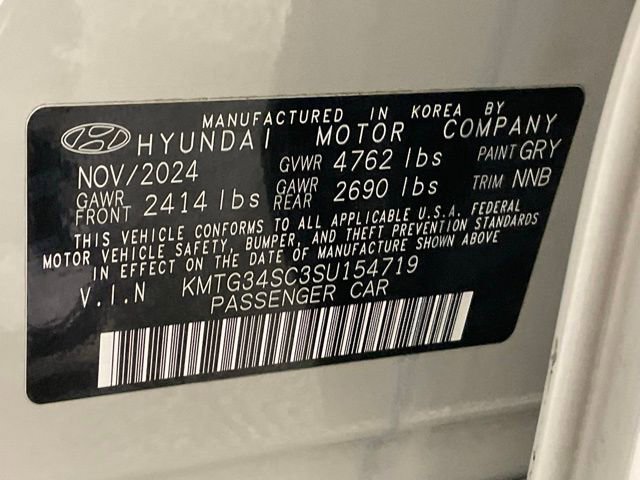 MANUFACTURED IN KOREA BY
HYUNDAI MOTOR COMPANY
NOV/2024 GVWR 4762 lbs PAINT GRY
GAWR FRONT 2414 lbs GAWR REAR 2690 lbs TRIM NNB
THIS VEHICLE CONFORMS TO ALL APPLICABLE U.S.A. FEDERAL
MOTOR VEHICLE SAFETY, BUMPER, AND THEFT PREVENTION STANDARDS
IN EFFECT ON THE DATE OF MANUFACTURE SHOWN ABOVE
V.I.N KMTG34SC3SU154719
PASSENGER CAR